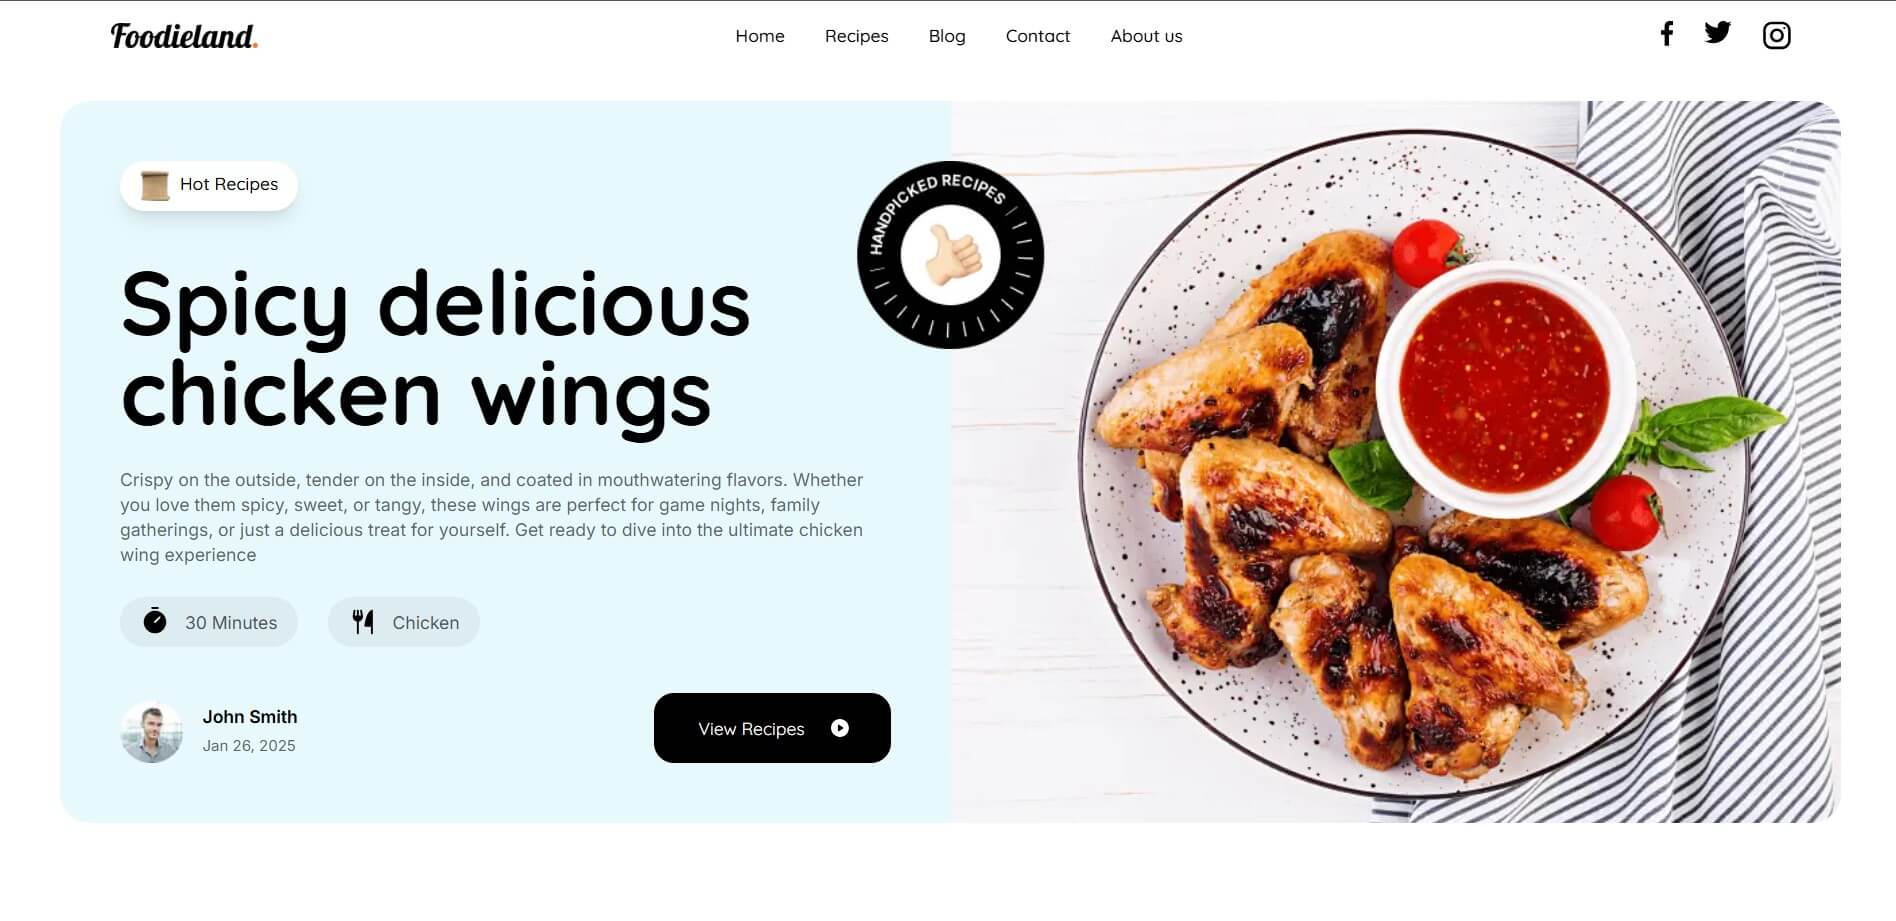 Foodieland.
Home
Recipes
Blog
Contact
About us
Hot Recipes
HANDPICKED RECIPES
Spicy delicious
chicken wings
Crispy on the outside, tender on the inside, and coated in mouthwatering flavors. Whether
you love them spicy, sweet, or tangy, these wings are perfect for game nights, family
gatherings, or just a delicious treat for yourself. Get ready to dive into the ultimate chicken
wing experience
30 Minutes
Chicken
John Smith
Jan 26, 2025
View Recipes